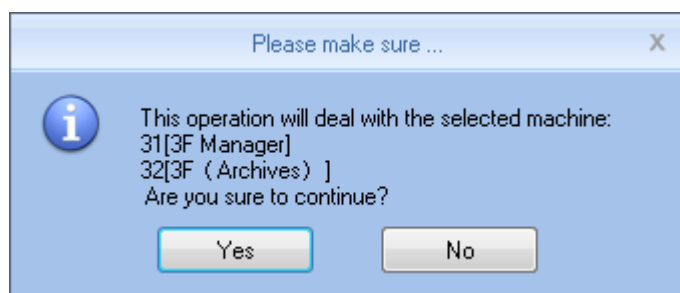 Please make sure ...
X
This operation will deal with the selected machine:
31[3F Manager]
32[3F（Archives）]
Are you sure to continue?
Yes
No